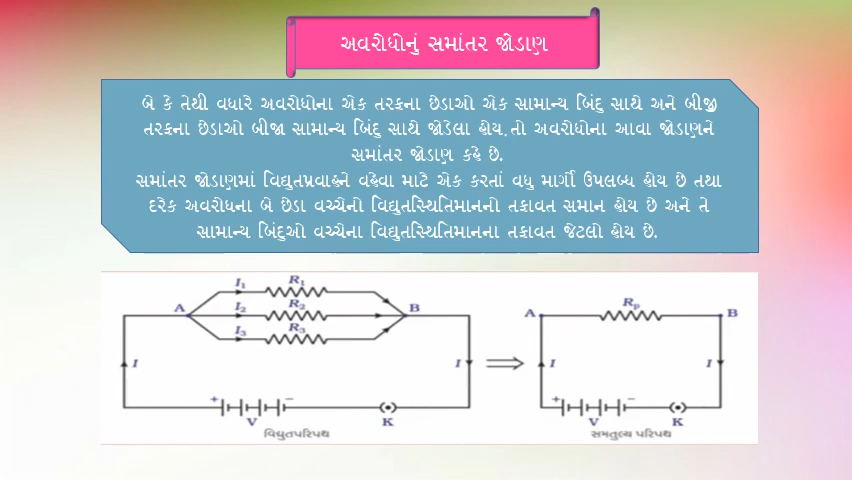 અવરોધોનું સમાંતર જોડાણ
બે કે તેથી વધારે અવરોધોના એક તરફના છેડાઓ એક સામાન્ય બિંદુ સાથે અને બીજી
તરફના છેડાઓ બીજા સામાન્ય બિંદુ સાથે જોડેલા હોય.તો અવરોધોના આવા જોડાણને
સમાંતર જોડાણ કહે છે.
સમાંતર જોડાણમાં વિદ્યુતપ્રવાહને વહેવા માટે એક કરતાં વધુ માર્ગો ઉપલબ્ધ હોય છે તથા
દરેક અવરોધના બે છેડા વચ્ચેનો વિદ્યુતસ્થિતિમાનનો તફાવત સમાન હોય છે અને તે
સામાન્ય બિંદુઓ વચ્ચેના વિદ્યુતસ્થિતિમાનના તફાવત જેટલો હોય છે.
I₁ R₁
A I₂ R₂ B
I₃ R₃
I I
+ −
V K
વિદ્યુતપરિપથ
A Rₚ B
I I
+ −
V K
સમતુલ્ય પરિપથ